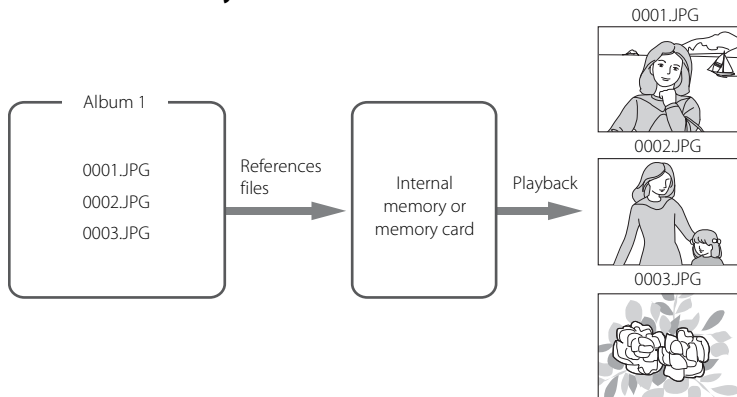 Album 1
0001.JPG
0002.JPG
0003.JPG
References
files
Internal
memory or
memory card
Playback
0001.JPG
0002.JPG
0003.JPG